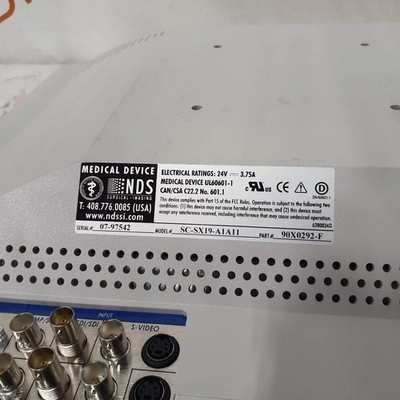 MEDICAL DEVICE
NDS
SURGICAL IMAGING
T: 408.776.0085 (USA)
www.ndssi.com
ELECTRICAL RATINGS: 24V 3.75A
MEDICAL DEVICE UL60601-1
CAN/CSA C22.2 No. 601.1
This device complies with Part 15 of the FCC Rules. Operation is subject to the following two conditions:
(1) this device may not cause harmful interference, and
(2) this device must accept any interference received, including interference that may cause undesired operation.
SERIAL# 07-97542
MODEL# SC-SX19-A1A11
PART# 90X0292-F
INPUT
SDI
S-VIDEO